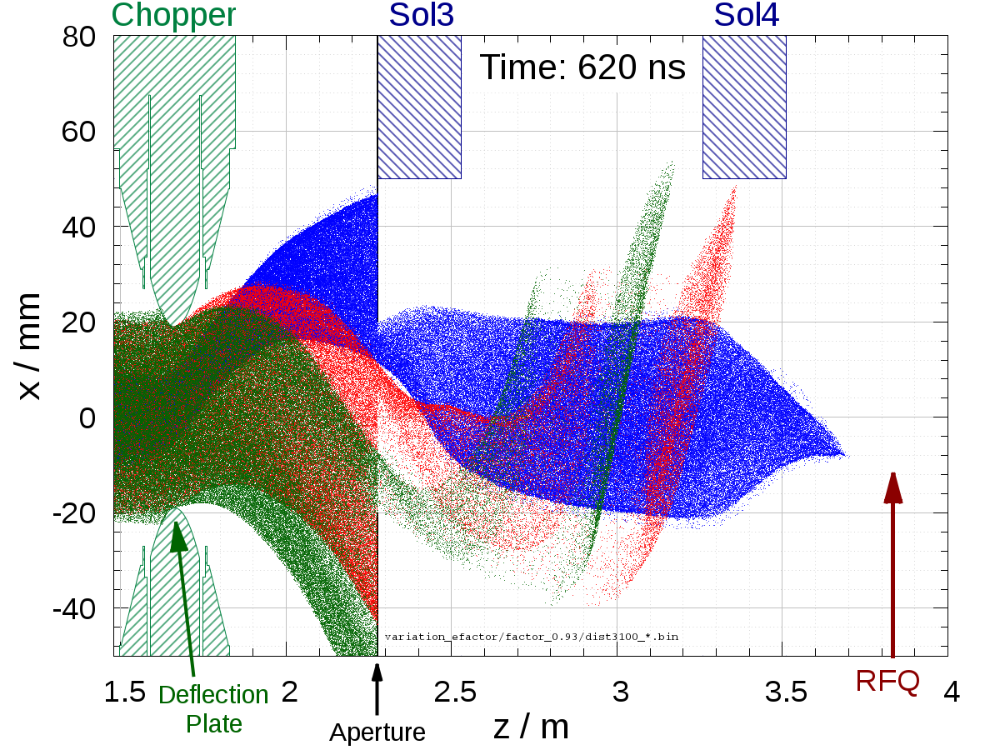 Chopper Sol3 Sol4
80
Time: 620 ns
60
40
20
0
-20
-40
x / mm
variation_efactor/factor_0.93/dist3100_*.bin
1.5 2 2.5 3 3.5 4
Deflection
Plate
Aperture
z / m
RFQ